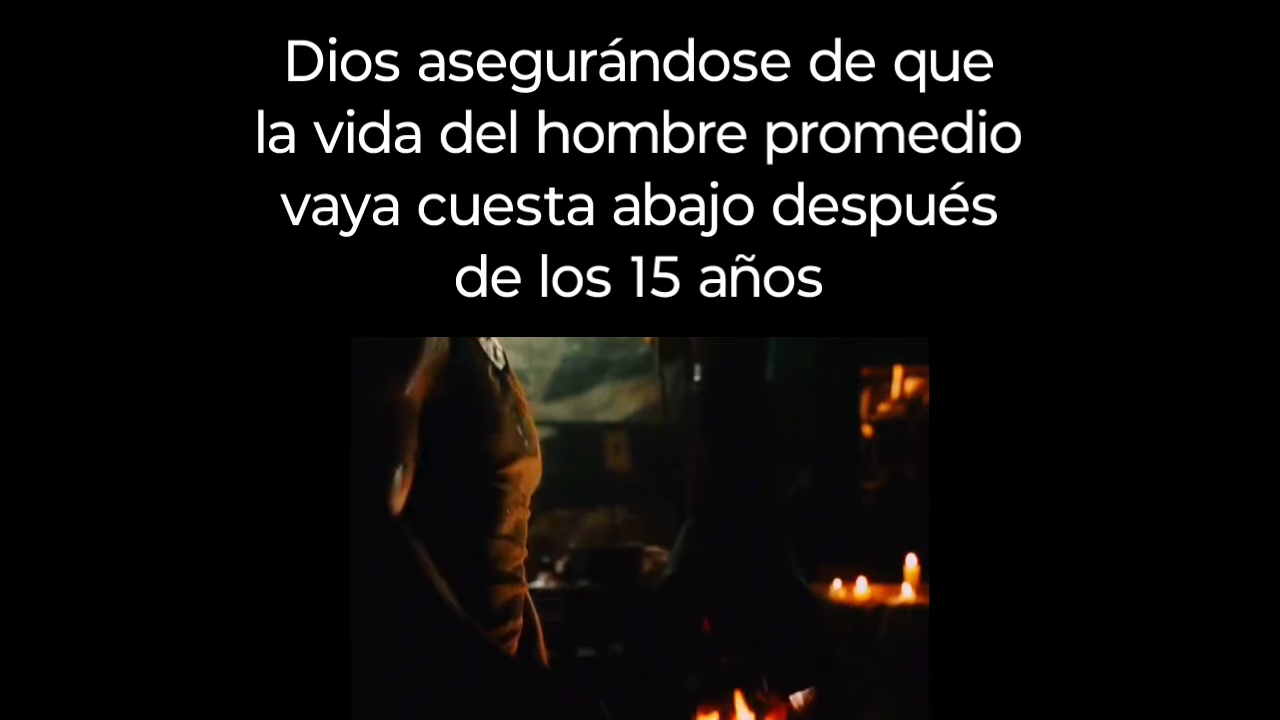 Dios asegurándose de que
la vida del hombre promedio
vaya cuesta abajo después
de los 15 años